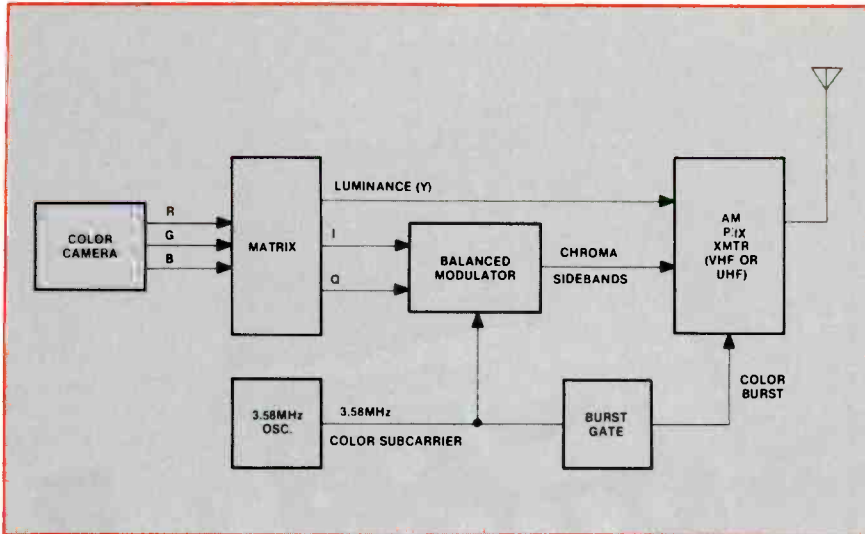 R
G
B
COLOR
CAMERA
MATRIX
LUMINANCE (Y)
I
Q
BALANCED
MODULATOR
CHROMA
SIDEBANDS
AM
PIX
XMTR
(VHF OR
UHF)
3.58MHz
OSC.
3.58MHz
COLOR SUBCARRIER
BURST
GATE
COLOR
BURST